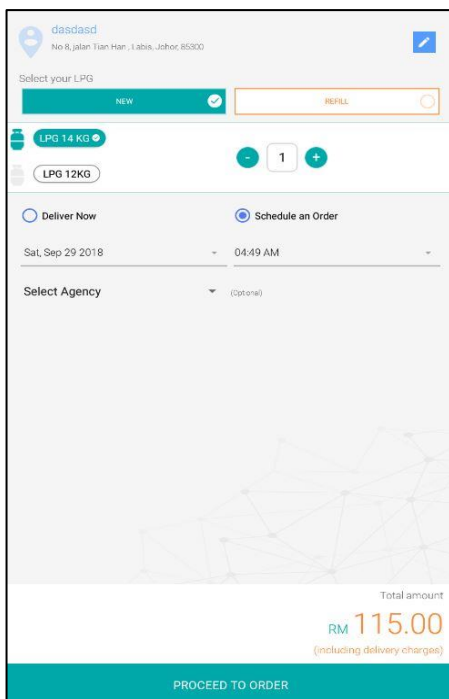 dasdasd
No 8, jalan Tian Han , Labis, Johor, 85300
Select your LPG
NEW
REFILL
LPG 14 KG
- 1 +
LPG 12KG
Deliver Now
Schedule an Order
Sat, Sep 29 2018
04:49 AM
Select Agency
(Optional)
Total amount
RM 115.00
(including delivery charges)
PROCEED TO ORDER